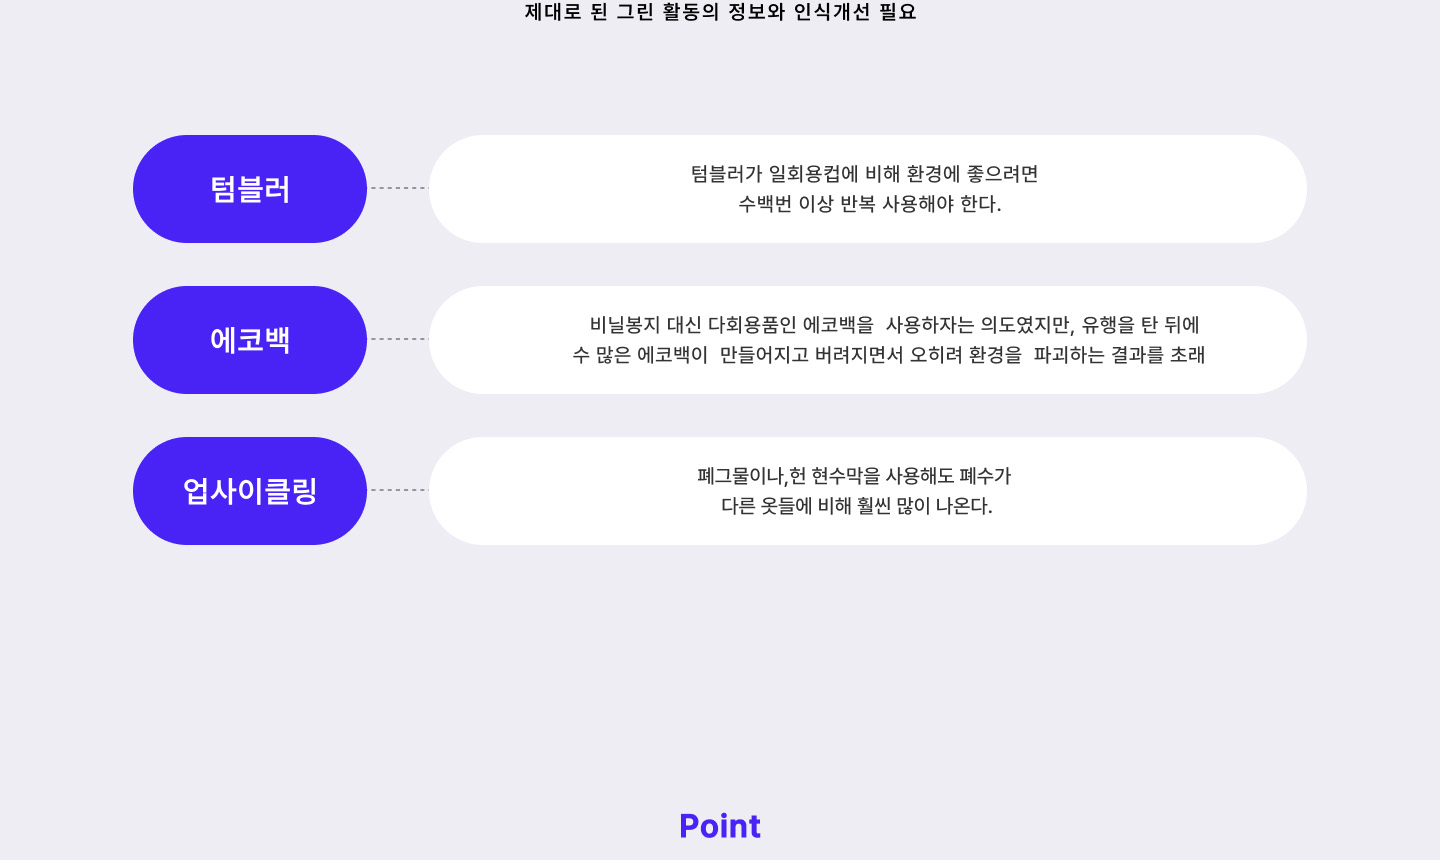 제대로 된 그린 활동의 정보와 인식개선 필요
텀블러
텀블러가 일회용컵에 비해 환경에 좋으려면
수백번 이상 반복 사용해야 한다.
에코백
비닐봉지 대신 다회용품인 에코백을  사용하자는 의도였지만, 유행을 탄 뒤에
수 많은 에코백이  만들어지고 버려지면서 오히려 환경을  파괴하는 결과를 초래
업사이클링
폐그물이나,헌 현수막을 사용해도 폐수가
다른 옷들에 비해 훨씬 많이 나온다.
Point